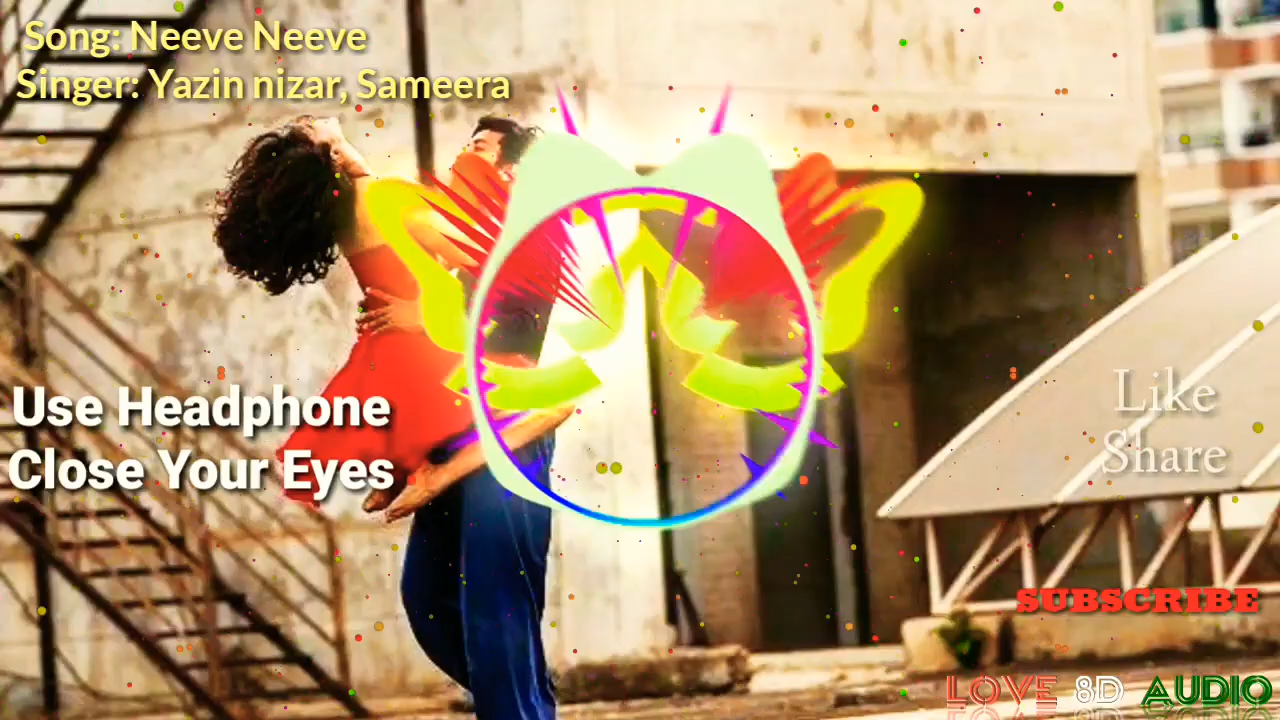 Song: Neeve Neeve
Singer: Yazin nizar, Sameera
Use Headphone
Close Your Eyes
Like
Share
SUBSCRIBE
LOVE 8D AUDIO